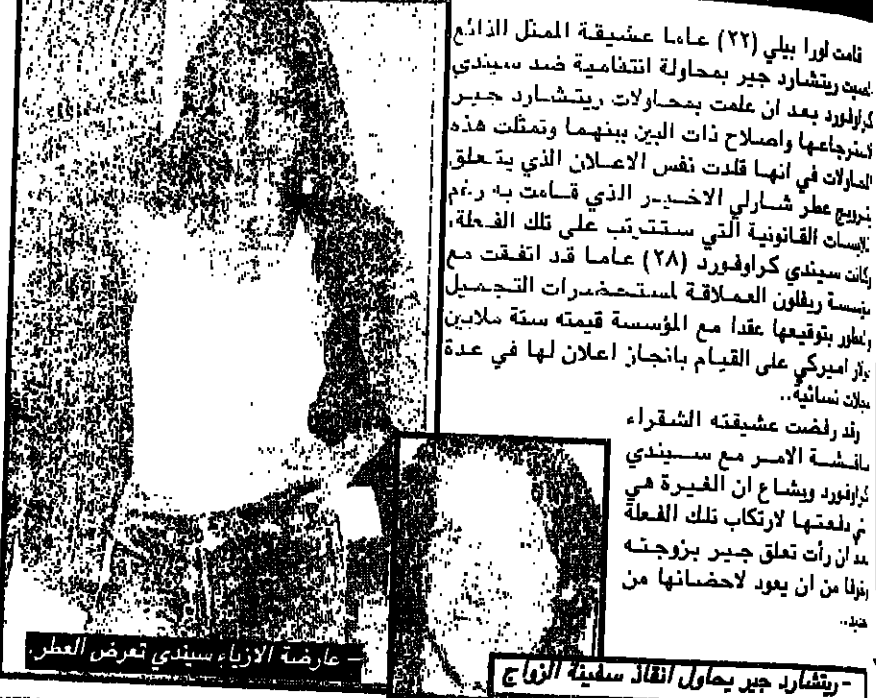 قامت لورا بيلي (٢٢) عاما عشيقة الممثل الذائع
الصيت ريتشارد جير بمحاولة انتقامية ضد سيندي
كراوفورد بعد ان علمت بمحاولات ريتشارد جير
لاسترجاعها واصلاح ذات البين بينهما وتمثلت هذه
المحاولات في انها قلدت نفس الاعلان الذي يتعلق
بترويج عطر شارلي الاخير الذي قامت به رغم
القانونية التي ستترتب على تلك الفعلة.
وكانت سيندي كراوفورد (٢٨) عاما قد اتفقت مع
مؤسسة ريفلون العملاقة لمستحضرات التجميل
والعطور بتوقيعها عقدا مع المؤسسة قيمته ستة ملايين
دولار اميركي على القيام بانجاز اعلان لها في عدة
مجلات نسائية..
وقد رفضت عشيقته الشقراء
مناقشة الامر مع سيندي
كراوفورد ويشاع ان الغيرة هي
التي دفعتها لارتكاب تلك الفعلة
بعد ان رأت تعلق جير بزوجته
وخوفا من ان يعود لاحضانها من
جديد..
- عارضة الازياء سيندي تعرض العطر.
- ريتشارد جير يحاول انقاذ سفينة الزواج